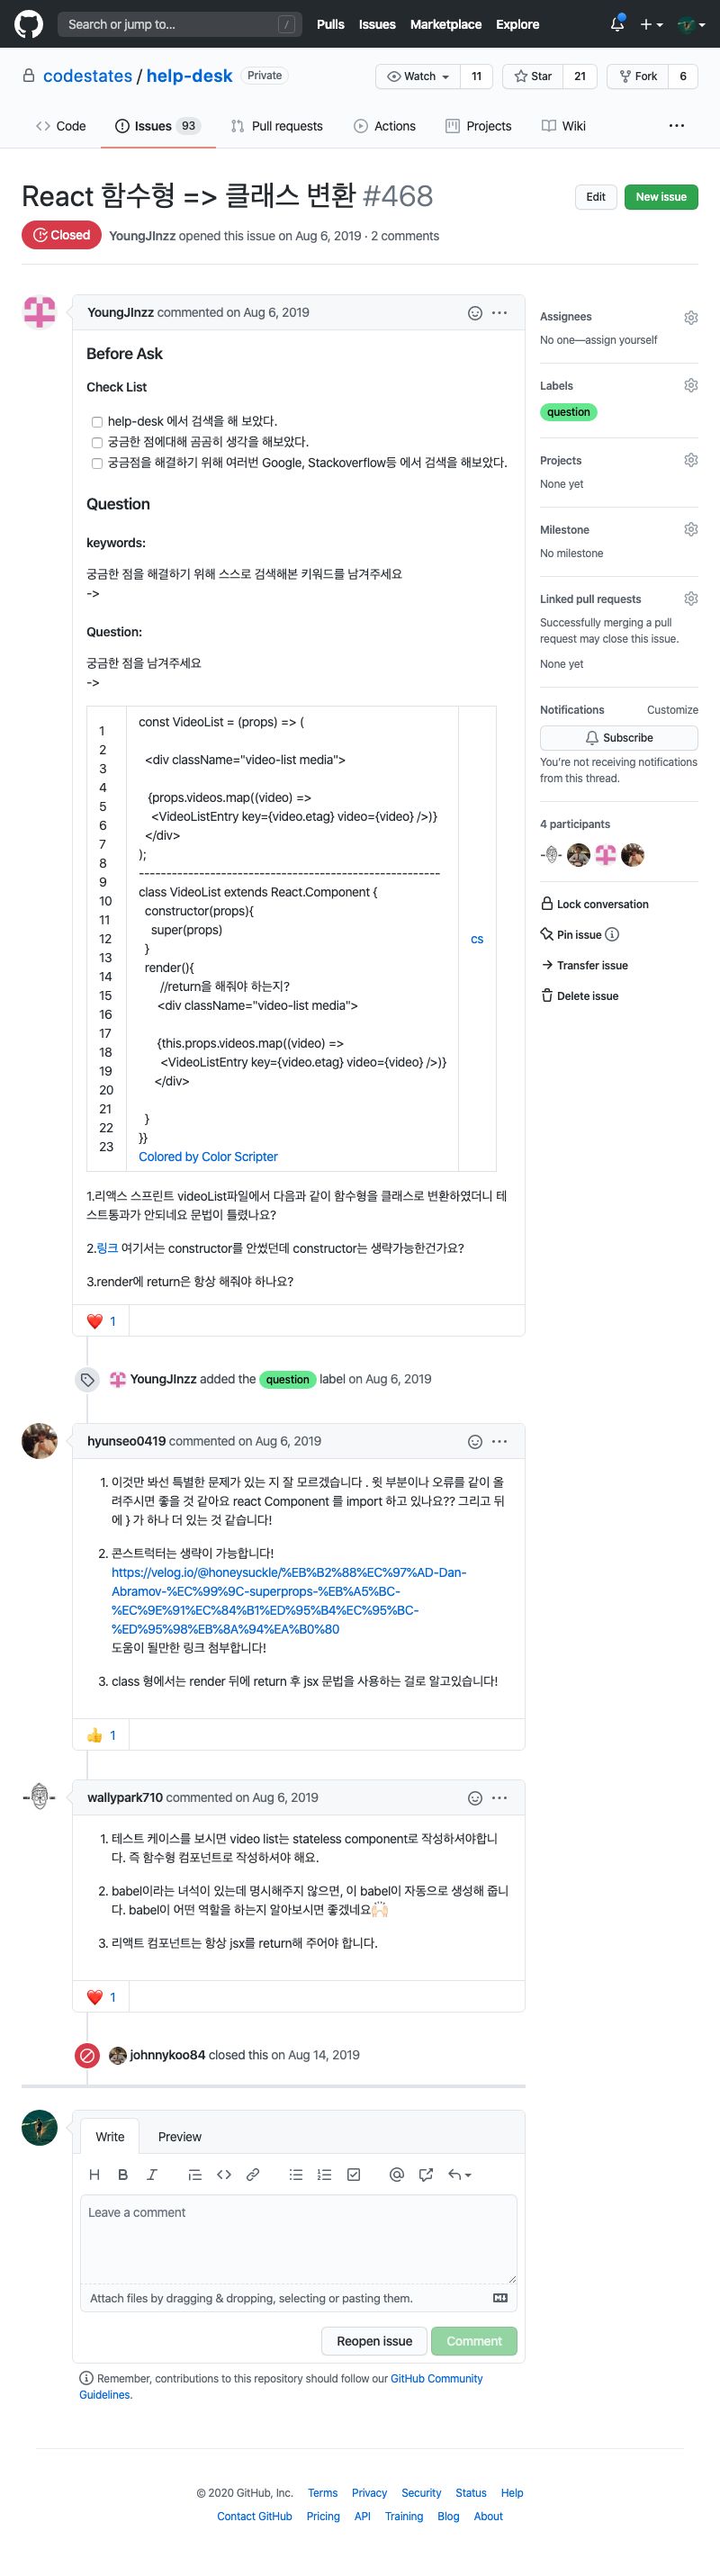 Search or jump to... /
Pulls Issues Marketplace Explore
codestates / help-desk Private
Watch 11 Star 21 Fork 6
Code Issues 93 Pull requests Actions Projects Wiki ...
React 함수형 => 클래스 변환 #468
Edit New issue
Closed YoungJInzz opened this issue on Aug 6, 2019 · 2 comments
YoungJInzz commented on Aug 6, 2019
Before Ask
Check List
help-desk 에서 검색을 해 보았다.
궁금한 점에대해 곰곰히 생각을 해보았다.
궁금점을 해결하기 위해 여러번 Google, Stackoverflow등 에서 검색을 해보았다.
Question
keywords:
궁금한 점을 해결하기 위해 스스로 검색해본 키워드를 남겨주세요
->
Question:
궁금한 점을 남겨주세요
->
1
2
3
4
5
6
7
8
9
10
11
12
13
14
15
16
17
18
19
20
21
22
23
const VideoList = (props) => (
<div className="video-list media">
{props.videos.map((video) =>
<VideoListEntry key={video.etag} video={video} />)}
</div>
);
------------------------------------------------------
class VideoList extends React.Component {
constructor(props){
super(props)
}
render(){
//return을 해줘야 하는지?
<div className="video-list media">
{this.props.videos.map((video) =>
<VideoListEntry key={video.etag} video={video} />)}
</div>
}
}}
Colored by Color Scripter
cs
1.리액스 스프린트 videoList파일에서 다음과 같이 함수형을 클래스로 변환하였더니 테
스트통과가 안되네요 문법이 틀렸나요?
2.링크 여기서는 constructor를 안썼던데 constructor는 생략가능한건가요?
3.render에 return은 항상 해줘야 하나요?
1
YoungJInzz added the question label on Aug 6, 2019
hyunseo0419 commented on Aug 6, 2019
1. 이것만 봐선 특별한 문제가 있는 지 잘 모르겠습니다 . 윗 부분이나 오류를 같이 올
려주시면 좋을 것 같아요 react Component 를 import 하고 있나요?? 그리고 뒤
에 } 가 하나 더 있는 것 같습니다!
2. 콘스트럭터는 생략이 가능합니다!
https://velog.io/@honeysuckle/%EB%B2%88%EC%97%AD-Dan-
Abramov-%EC%99%9C-superprops-%EB%A5%BC-
%EC%9E%91%EC%84%B1%ED%95%B4%EC%95%BC-
%ED%95%98%EB%8A%94%EA%B0%80
도움이 될만한 링크 첨부합니다!
3. class 형에서는 render 뒤에 return 후 jsx 문법을 사용하는 걸로 알고있습니다!
1
wallypark710 commented on Aug 6, 2019
1. 테스트 케이스를 보시면 video list는 stateless component로 작성하셔야합니
다. 즉 함수형 컴포넌트로 작성하셔야 해요.
2. babel이라는 녀석이 있는데 명시해주지 않으면, 이 babel이 자동으로 생성해 줍니
다. babel이 어떤 역할을 하는지 알아보시면 좋겠네요
3. 리액트 컴포넌트는 항상 jsx를 return해 주어야 합니다.
1
johnnykoo84 closed this on Aug 14, 2019
Write Preview
Leave a comment
Attach files by dragging & dropping, selecting or pasting them.
Reopen issue Comment
Remember, contributions to this repository should follow our GitHub Community
Guidelines.
Assignees
No one—assign yourself
Labels
question
Projects
None yet
Milestone
No milestone
Linked pull requests
Successfully merging a pull
request may close this issue.
None yet
Notifications Customize
Subscribe
You're not receiving notifications
from this thread.
4 participants
Lock conversation
Pin issue
Transfer issue
Delete issue
© 2020 GitHub, Inc. Terms Privacy Security Status Help
Contact GitHub Pricing API Training Blog About